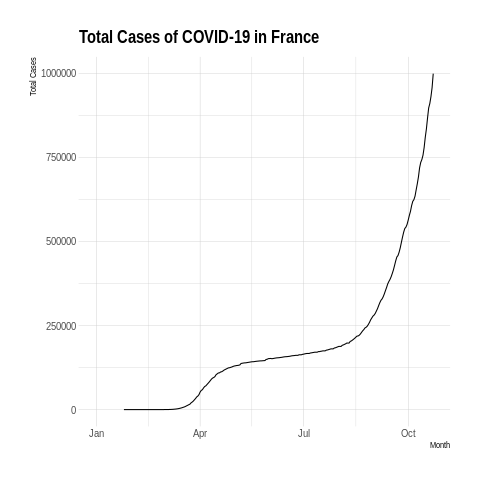 Total Cases of COVID-19 in France
Total Cases
1000000
750000
500000
250000
0
Jan Apr Jul Oct
Month